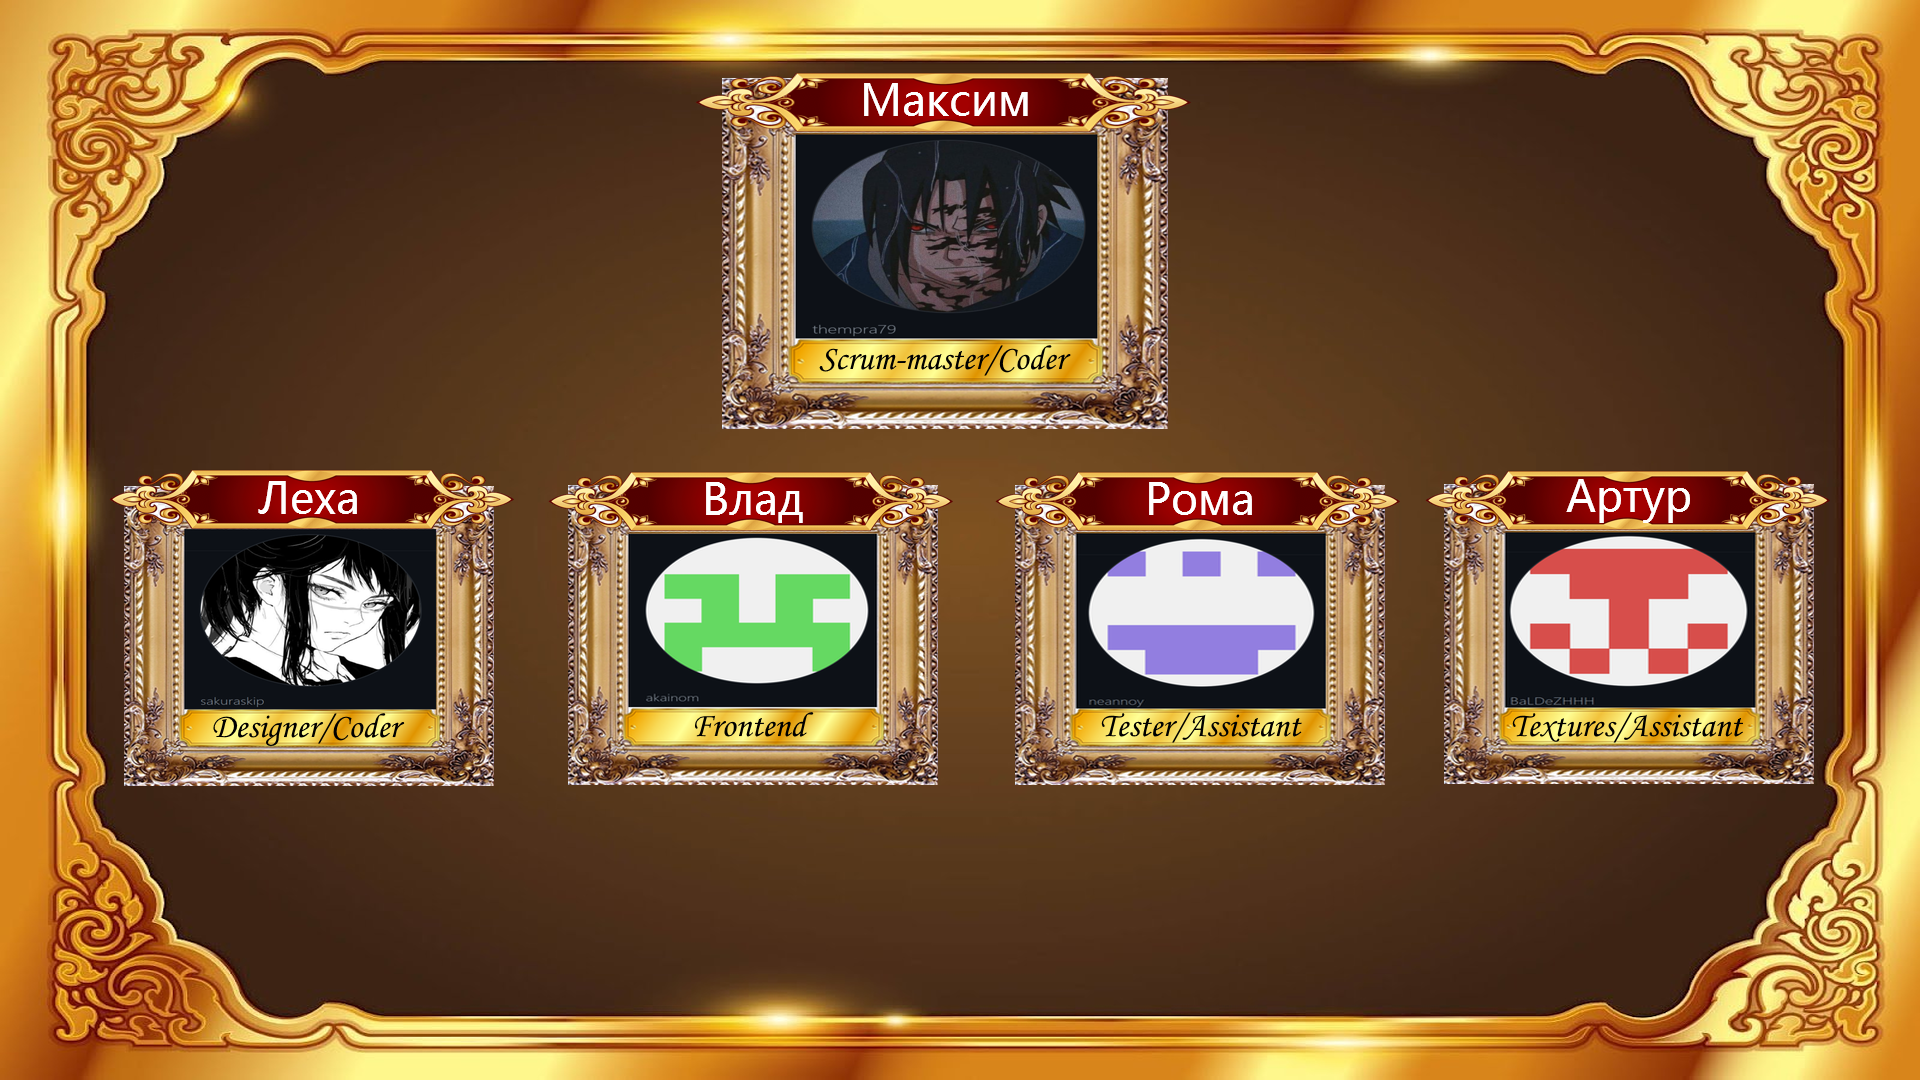 Максим
thempra79
Scrum-master/Coder
Леха
sakuraskip
Designer/Coder
Влад
akainom
Frontend
Рома
neannoy
Tester/Assistant
Артур
BaLDeZHHH
Textures/Assistant